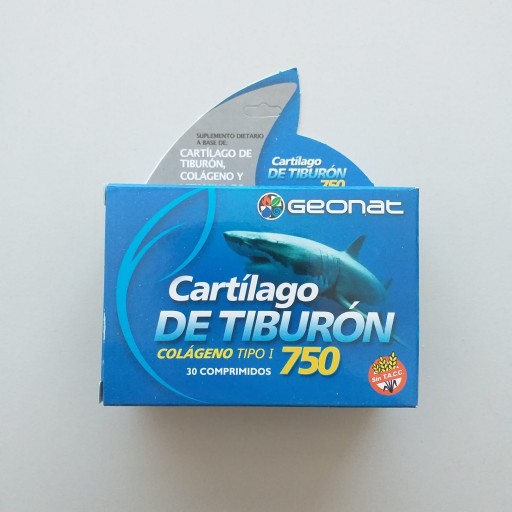 SUPLEMENTO DIETARIO
A BASE DE:
CARTÍLAGO DE
TIBURÓN,
COLÁGENO Y
Cartílago
DE TIBURÓN
750
GEONAT
Cartílago
DE TIBURÓN
COLÁGENO TIPO I 750
30 COMPRIMIDOS
Sin T.A.C.C.